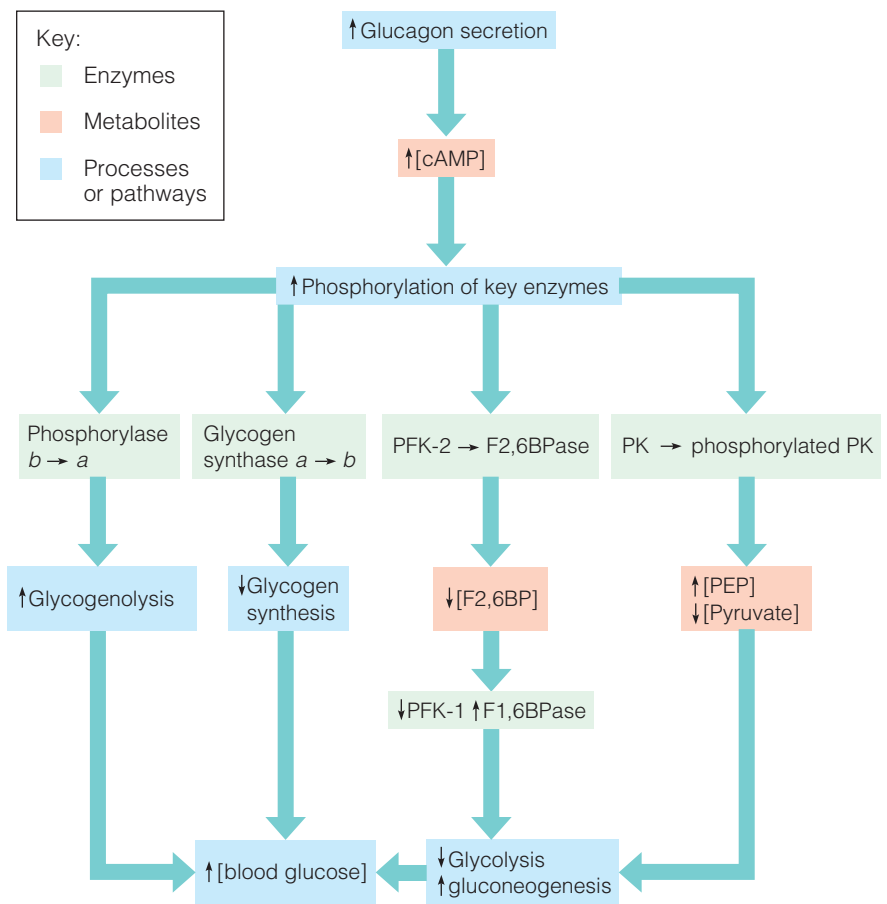 Key:
Enzymes
Metabolites
Processes
or pathways
↑Glucagon secretion
↑[cAMP]
↑Phosphorylation of key enzymes
Phosphorylase
b → a
Glycogen
synthase a → b
PFK-2 → F2,6BPase
PK → phosphorylated PK
↑Glycogenolysis
↓Glycogen
synthesis
↓[F2,6BP]
↑[PEP]
↓[Pyruvate]
↓PFK-1 ↑F1,6BPase
↑[blood glucose]
↓Glycolysis
↑gluconeogenesis